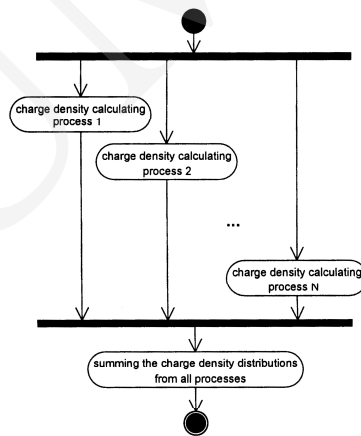 charge density calculating
process 1
charge density calculating
process 2
...
charge density calculating
process N
summing the charge density distributions
from all processes